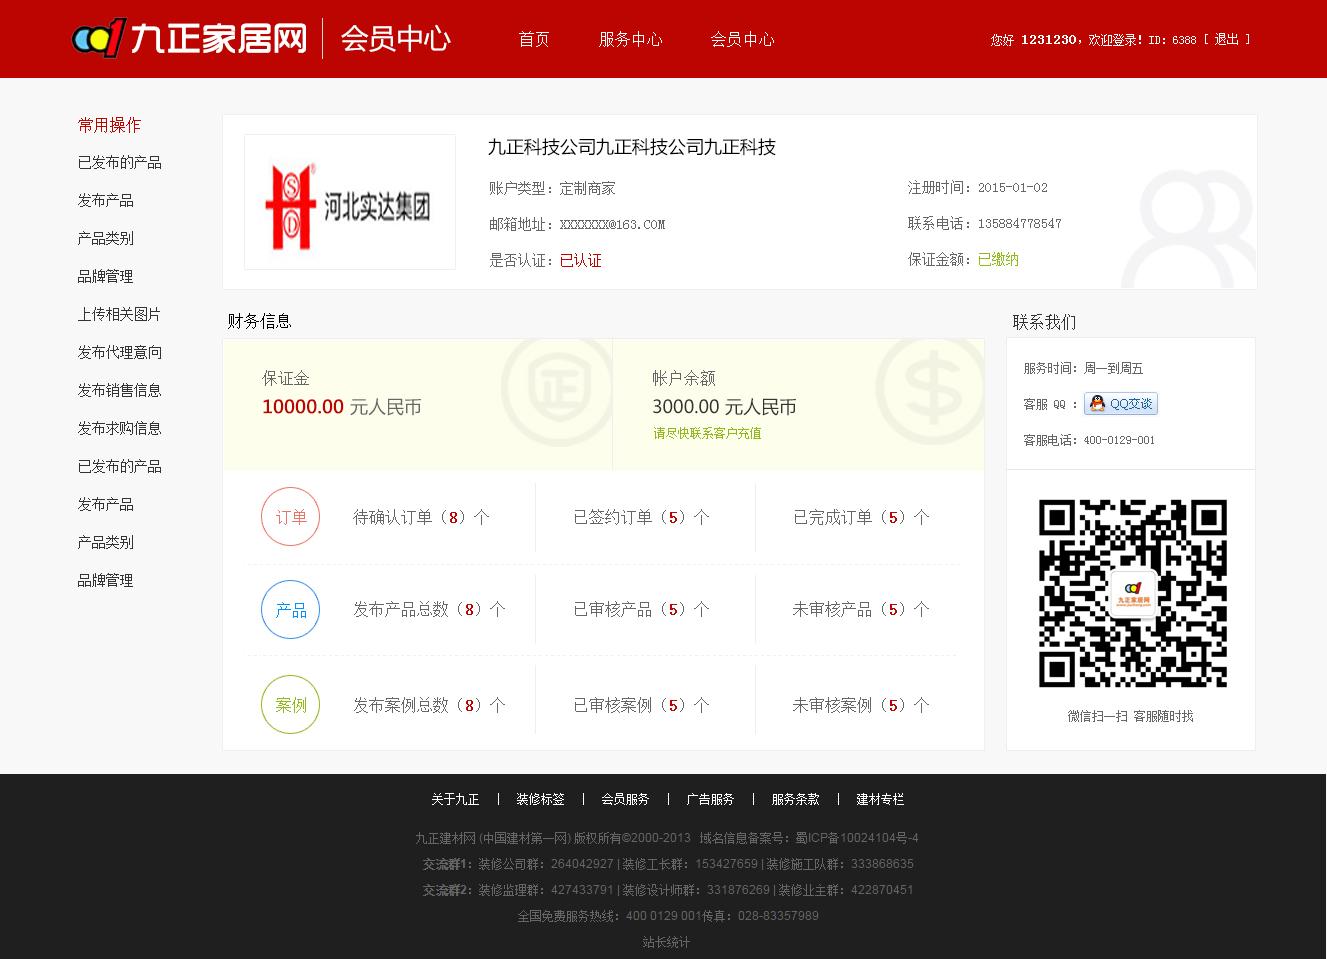 九正家居网 会员中心 首页 服务中心 会员中心 您好 1231230，欢迎登录！ID：6388 [ 退出 ]
常用操作
已发布的产品
发布产品
产品类别
品牌管理
上传相关图片
发布代理意向
发布销售信息
发布求购信息
已发布的产品
发布产品
产品类别
品牌管理
HSD 河北实达集团
九正科技公司九正科技公司九正科技
账户类型：定制商家 注册时间：2015-01-02
邮箱地址：XXXXXXX@163.COM 联系电话：135884778547
是否认证：已认证 保证金额：已缴纳
财务信息
保证金
10000.00 元人民币
正
帐户余额
3000.00 元人民币
请尽快联系客户充值
$
订单 待确认订单（8）个 已签约订单（5）个 已完成订单（5）个
产品 发布产品总数（8）个 已审核产品（5）个 未审核产品（5）个
案例 发布案例总数（8）个 已审核案例（5）个 未审核案例（5）个
联系我们
服务时间：周一到周五
客服 QQ ：QQ交谈
客服电话：400-0129-001
九正家居网
微信扫一扫 客服随时找
关于九正 | 装修标签 | 会员服务 | 广告服务 | 服务条款 | 建材专栏
九正建材网 (中国建材第一网) 版权所有©2000-2013 域名信息备案号：蜀ICP备10024104号-4
交流群1：装修公司群：264042927 | 装修工长群：153427659 | 装修施工队群：333868635
交流群2：装修监理群：427433791 | 装修设计师群：331876269 | 装修业主群：422870451
全国免费服务热线：400 0129 001传真：028-83357989
站长统计